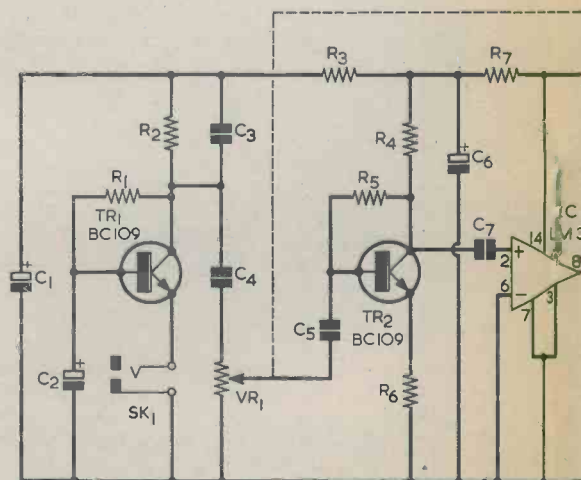 R3
R7
R2
C3
R4
C6
+
R1
R5
TR1
BC109
C7
14
+
2
8
C1
+
C4
6
−
7
3
C5
TR2
BC109
C2
+
V
SK1
VR1
R6